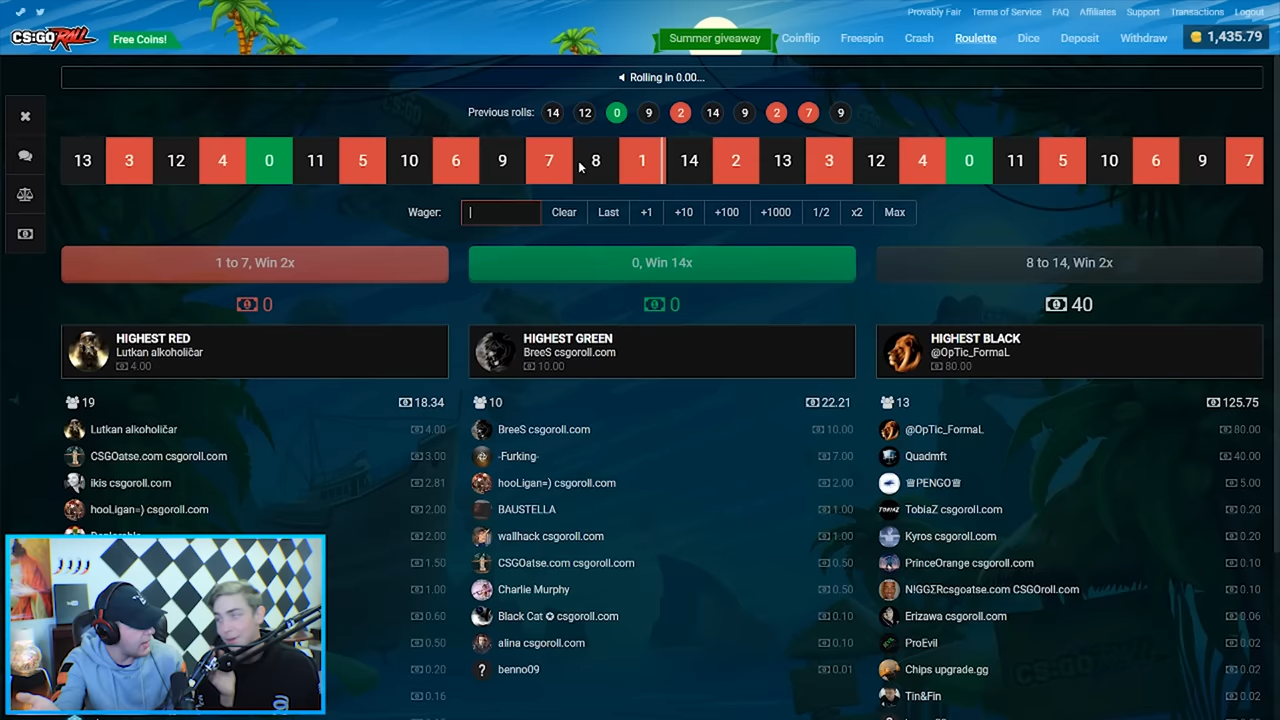 Provably Fair Terms of Service FAQ Affiliates Support Transactions Logout
CS:GO ROLL Free Coins! Summer giveaway Coinflip Freespin Crash Roulette Dice Deposit Withdraw 1,435.79
Rolling in 0.00...
Previous rolls: 14 12 0 9 2 14 9 2 7 9
13 3 12 4 0 11 5 10 6 9 7 8 1 14 2 13 3 12 4 0 11 5 10 6 9 7
Wager: Clear Last +1 +10 +100 +1000 1/2 x2 Max
1 to 7, Win 2x 0, Win 14x 8 to 14, Win 2x
0 0 40
HIGHEST RED
Lutkan alkoholičar
4.00
HIGHEST GREEN
BreeS csgoroll.com
10.00
HIGHEST BLACK
@OpTic_FormaL
80.00
19 18.34
Lutkan alkoholičar 4.00
CSGOatse.com csgoroll.com 3.00
ikis csgoroll.com 2.81
hooLigan=) csgoroll.com 2.00
2.00
1.50
1.00
0.60
0.50
0.20
0.16
10 22.21
BreeS csgoroll.com 10.00
-Furking- 7.00
hooLigan=) csgoroll.com 2.00
BAUSTELLA 1.00
wallhack csgoroll.com 1.00
CSGOatse.com csgoroll.com 0.50
Charlie Murphy 0.50
Black Cat ✪ csgoroll.com 0.10
alina csgoroll.com 0.10
? benno09 0.01
13 125.75
@OpTic_FormaL 80.00
Quadmft 40.00
♕PENGO♕ 5.00
TobíaZ csgoroll.com 0.20
Kyros csgoroll.com 0.20
PrinceOrange csgoroll.com 0.10
N!GGΣRcsgoatse.com CSGOroll.com 0.10
Erizawa csgoroll.com 0.06
ProEvil 0.02
Chips upgrade.gg 0.02
Tin&Fin 0.02